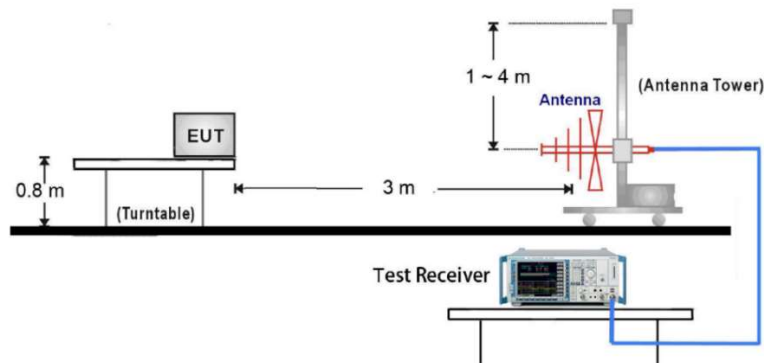 1 ~ 4 m
(Antenna Tower)
Antenna
EUT
0.8 m
3 m
(Turntable)
Test Receiver